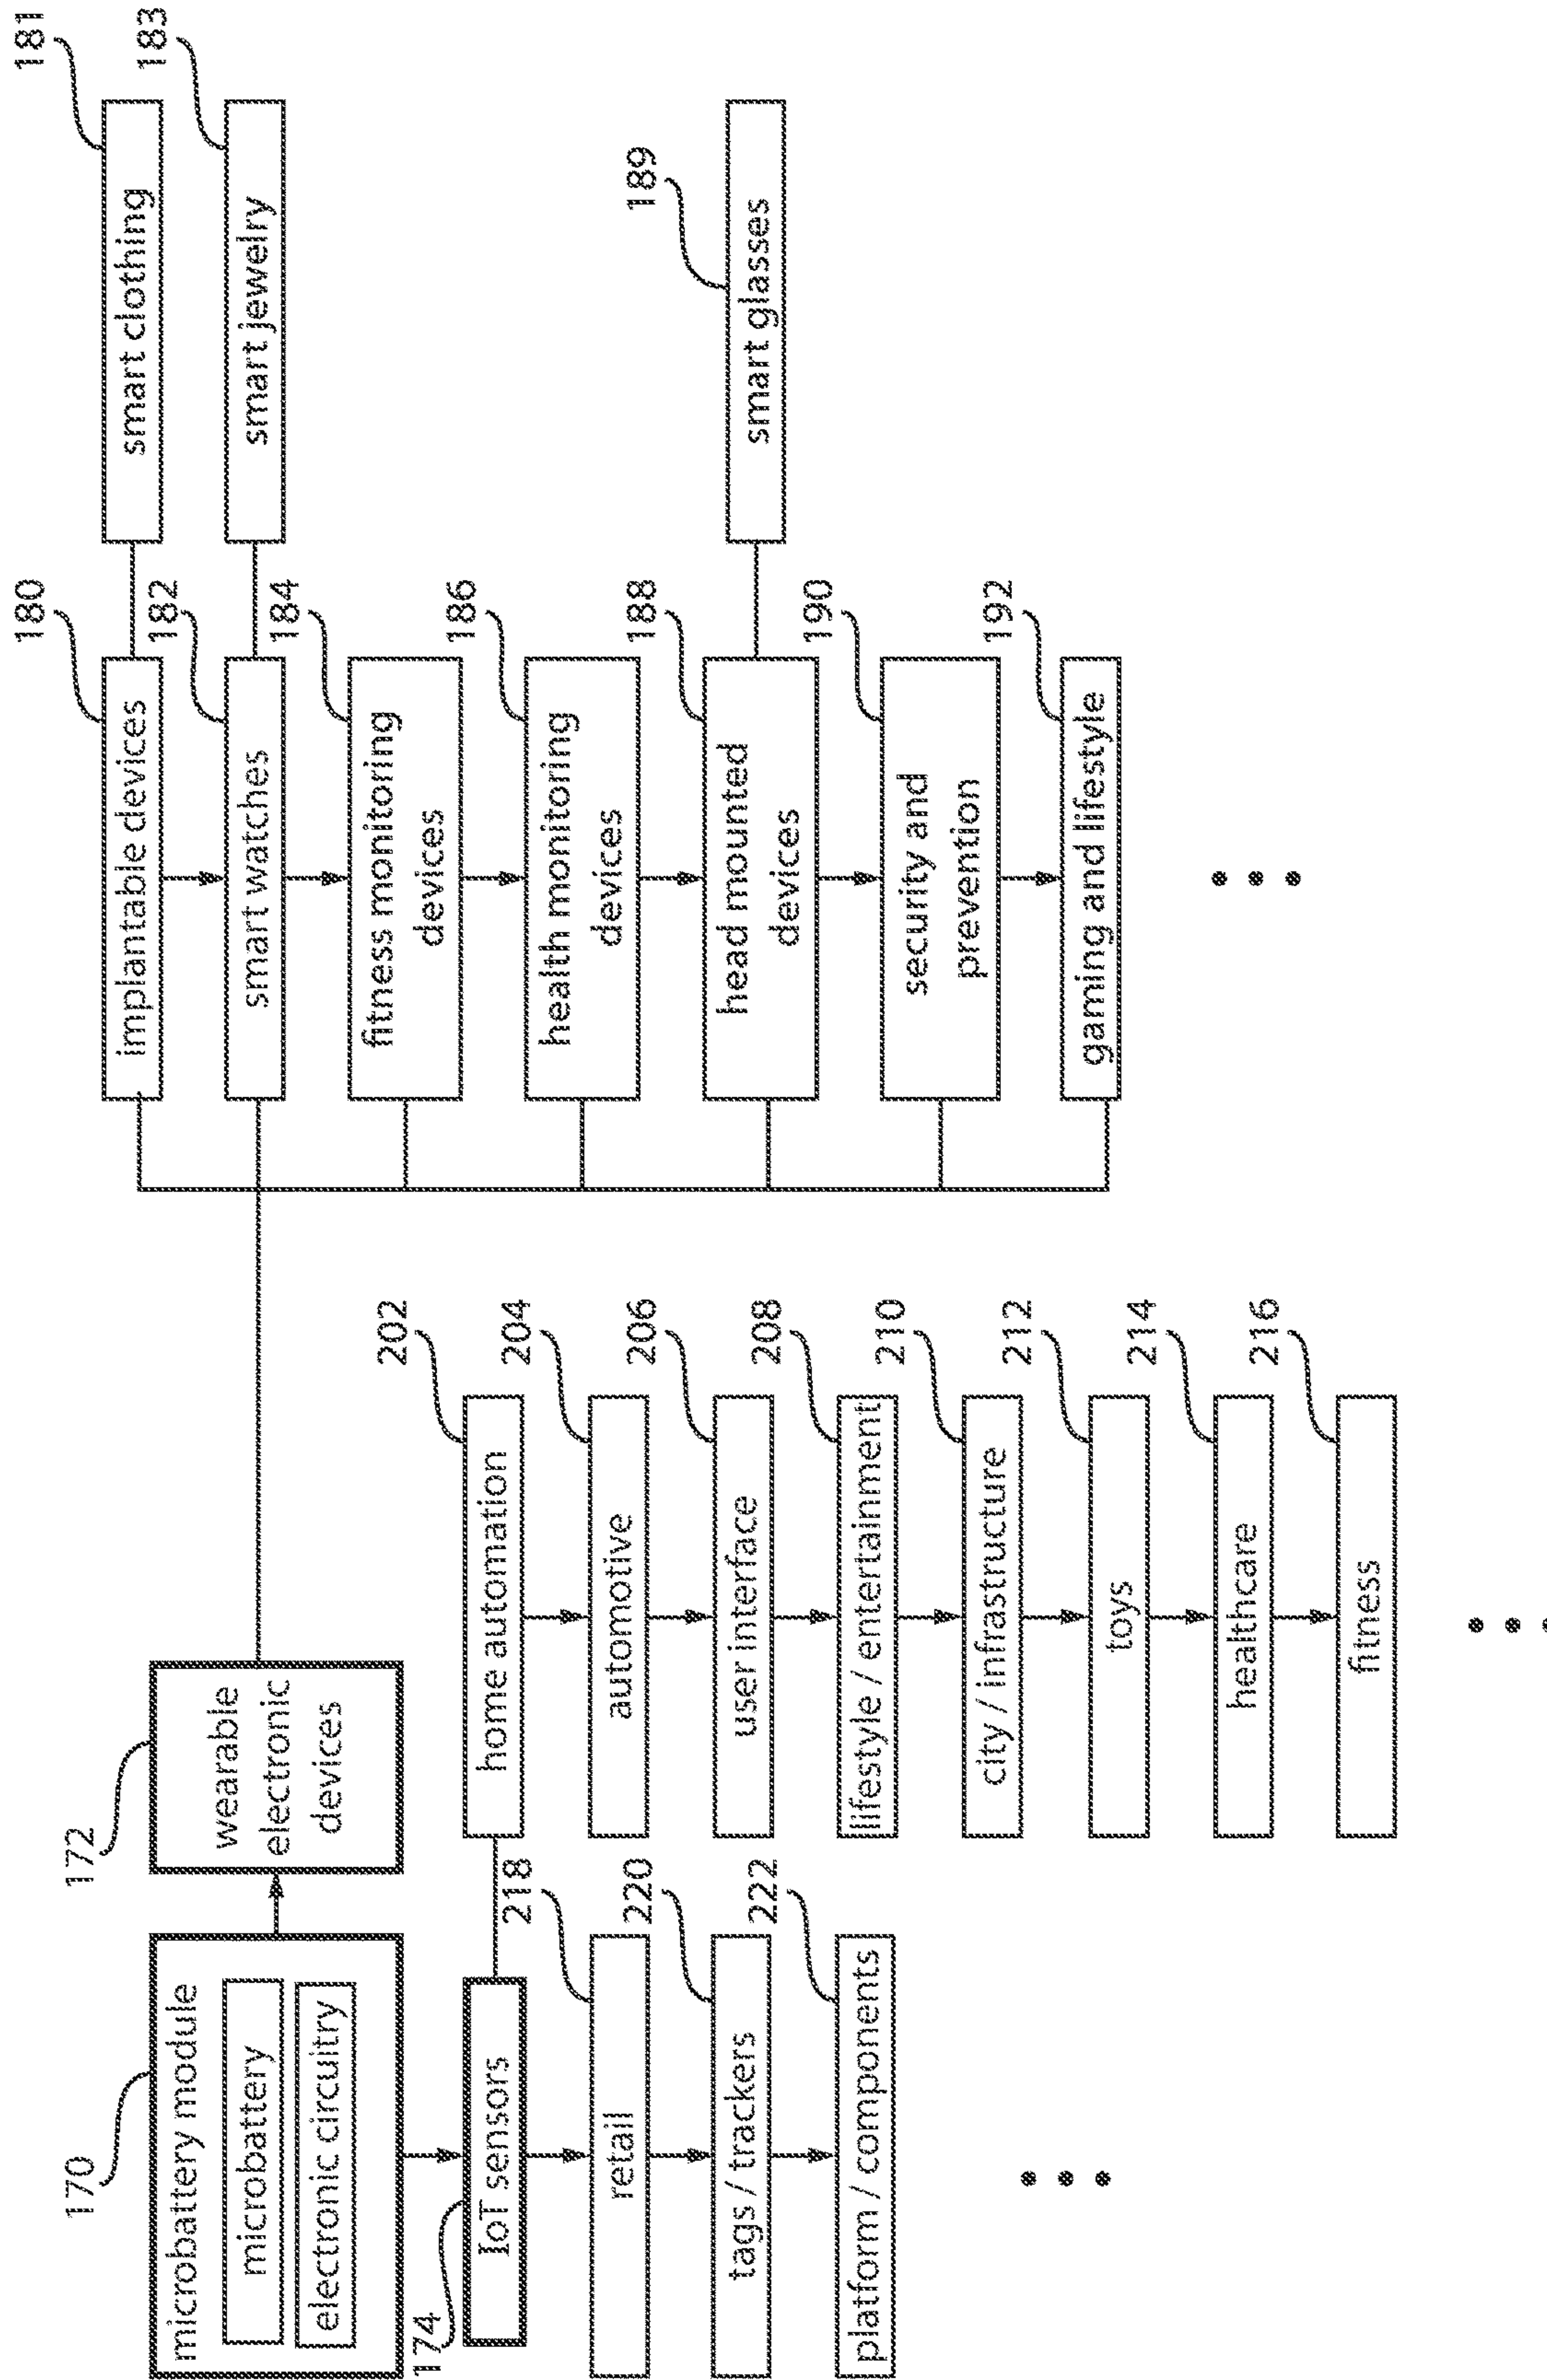 170
microbattery module
microbattery
electronic circuitry
172
wearable
electronic
devices
174
IoT sensors
218
retail
220
tags / trackers
222
platform / components
202
home automation
204
automotive
206
user interface
208
lifestyle / entertainment
210
city / infrastructure
212
toys
214
healthcare
216
fitness
180
implantable devices
181
smart clothing
182
smart watches
183
smart jewelry
184
fitness monitoring
devices
186
health monitoring
devices
188
head mounted
devices
189
smart glasses
190
security and
prevention
192
gaming and lifestyle